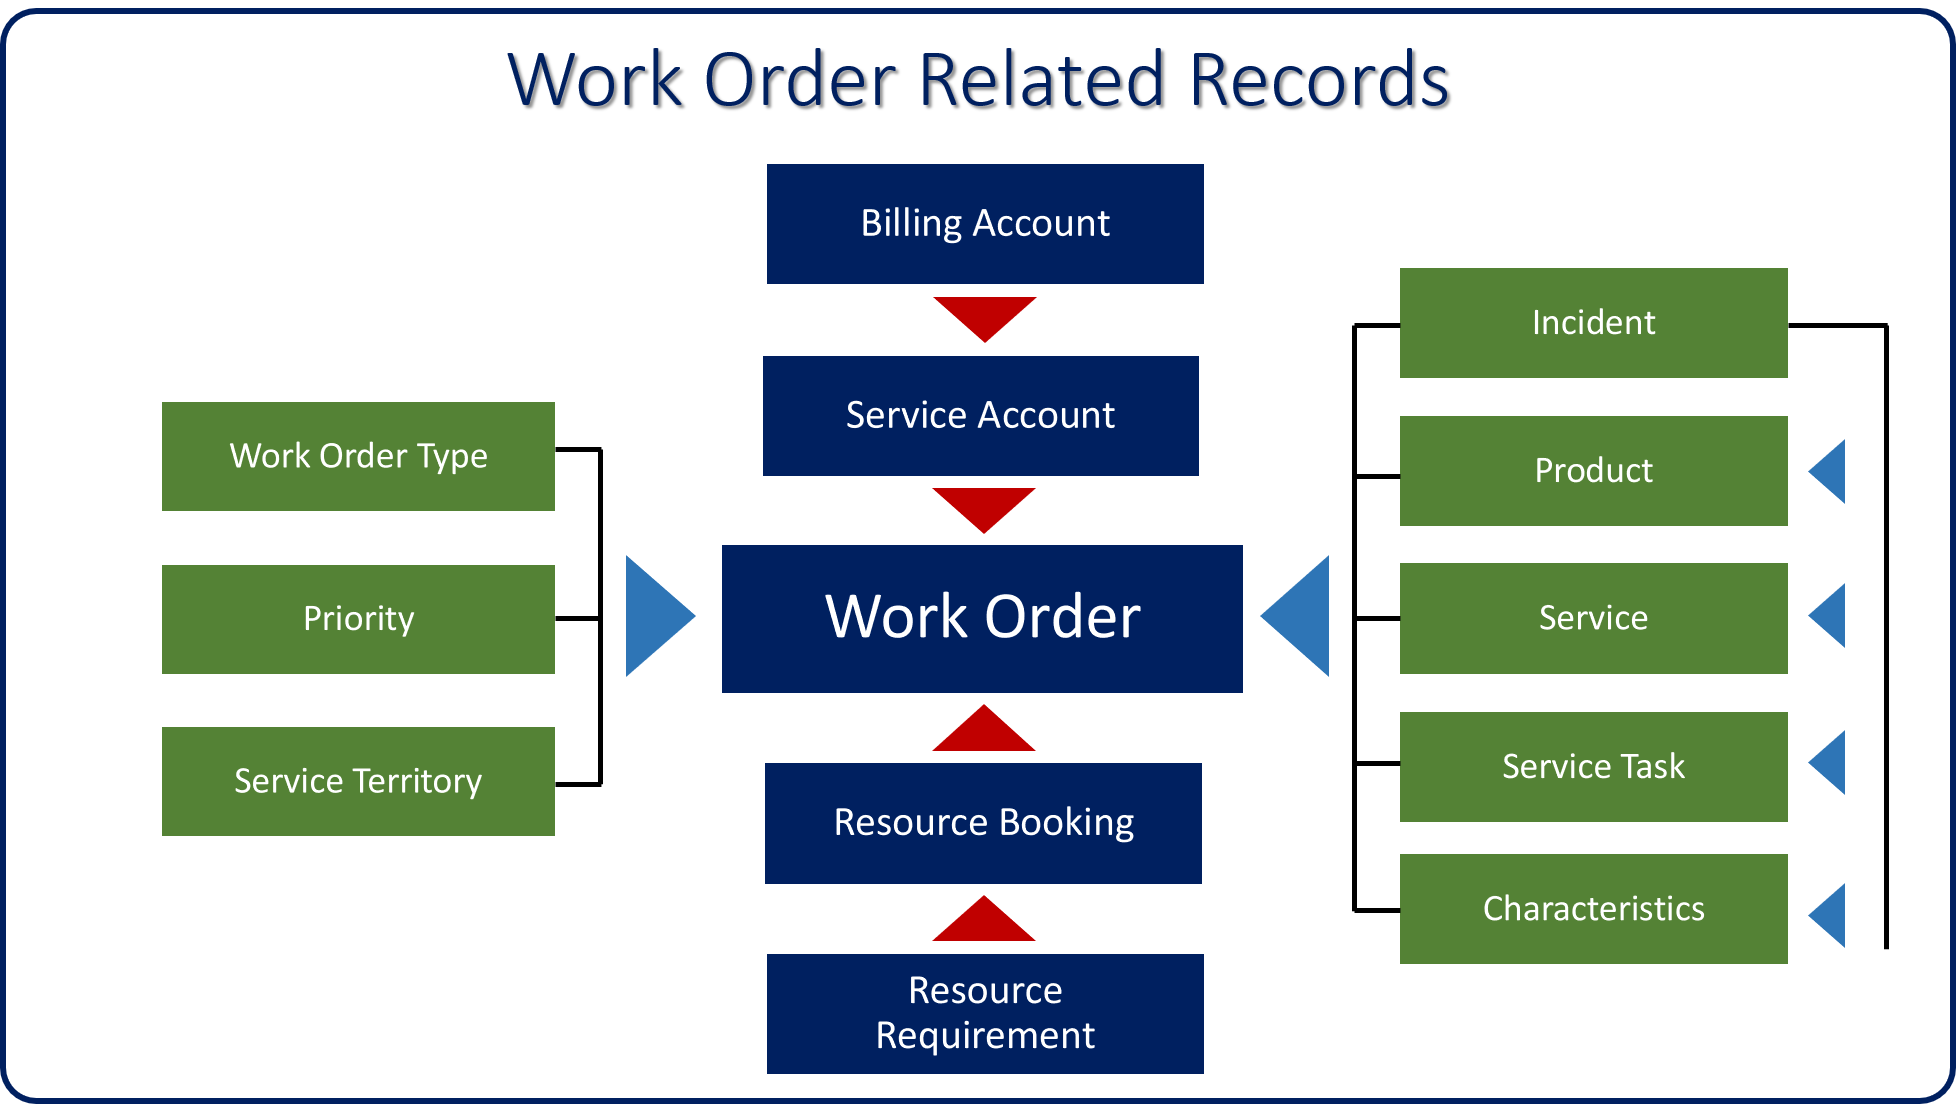 Work Order Related Records
Billing Account
Service Account
Work Order
Resource Booking
Resource
Requirement
Work Order Type
Priority
Service Territory
Incident
Product
Service
Service Task
Characteristics